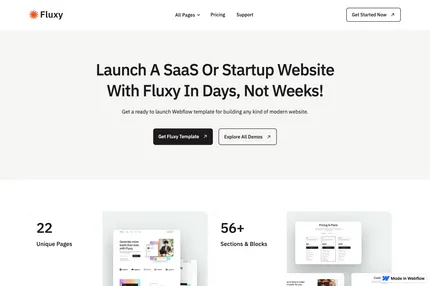 Fluxy
All Pages
Pricing
Support
Get Started Now
Launch A SaaS Or Startup Website
With Fluxy In Days, Not Weeks!
Get a ready to launch Webflow template for building any kind of modern website.
Get Fluxy Template
Explore All Demos
22
Unique Pages
56+
Sections & Blocks
Pricing & Plans
Made in Webflow